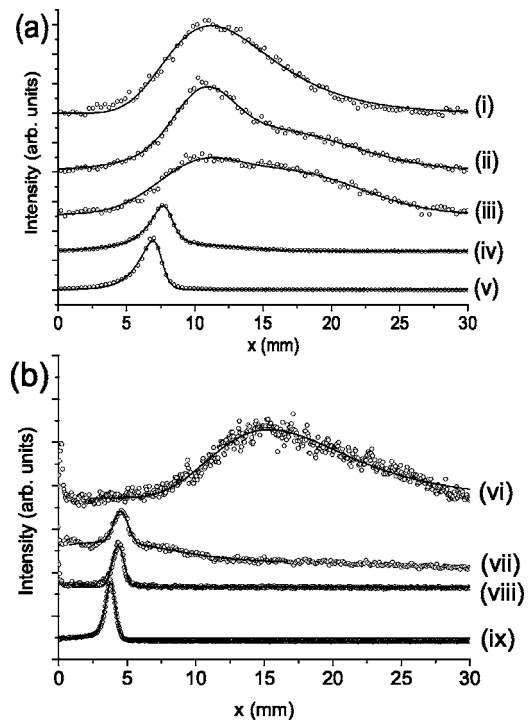 (a)
Intensity (arb. units)
(i)
(ii)
(iii)
(iv)
(v)
0 5 10 15 20 25 30
x (mm)
(b)
Intensity (arb. units)
(vi)
(vii)
(viii)
(ix)
0 5 10 15 20 25 30
x (mm)